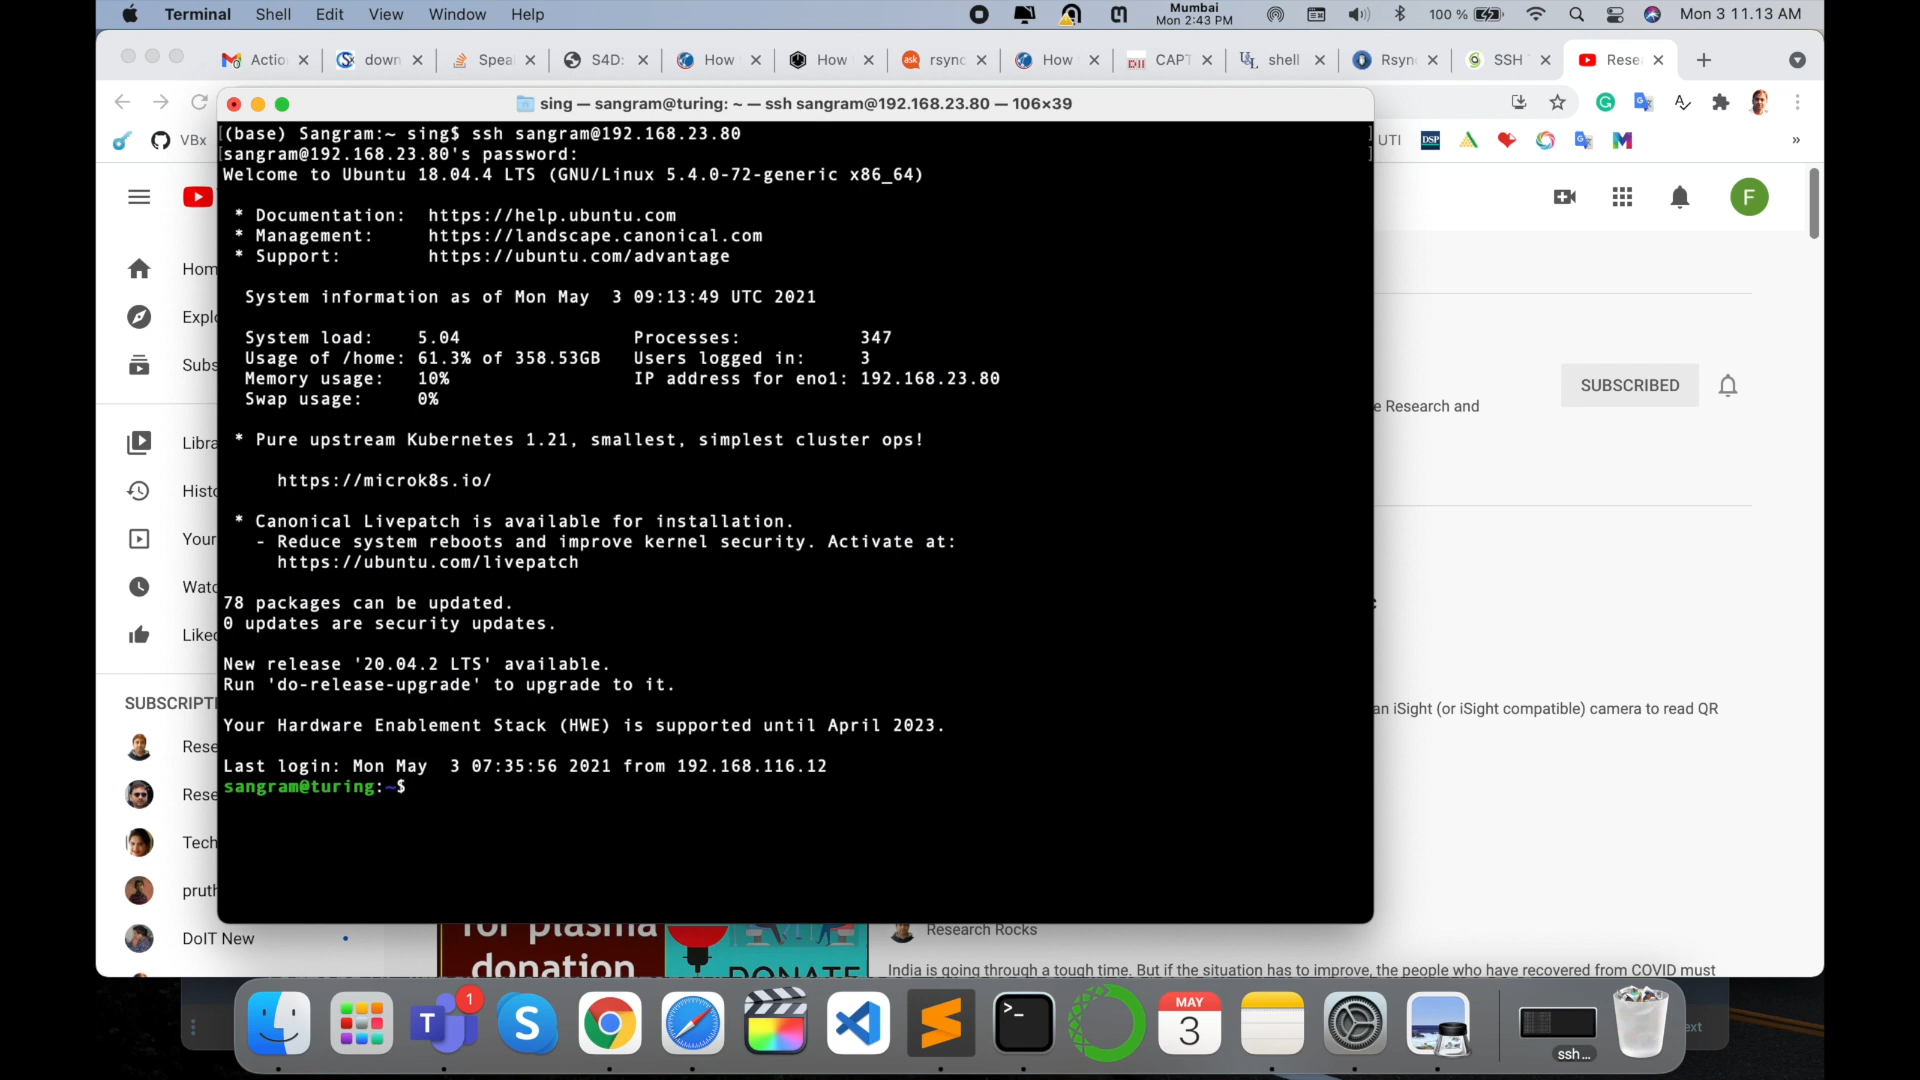 Terminal Shell Edit View Window Help Mumbai Mon 2:43 PM 100 % Mon 3 11.13 AM
Actio down Spea S4D: How How rsync How CAPT shell Rsyn SSH Rese
sing — sangram@turing: ~ — ssh sangram@192.168.23.80 — 106×39
VBx
UTI
DSP
(base) Sangram:~ sing$ ssh sangram@192.168.23.80
sangram@192.168.23.80's password:
Welcome to Ubuntu 18.04.4 LTS (GNU/Linux 5.4.0-72-generic x86_64)
* Documentation: https://help.ubuntu.com
* Management: https://landscape.canonical.com
* Support: https://ubuntu.com/advantage
System information as of Mon May 3 09:13:49 UTC 2021
System load: 5.04 Processes: 347
Usage of /home: 61.3% of 358.53GB Users logged in: 3
Memory usage: 10% IP address for eno1: 192.168.23.80
Swap usage: 0%
* Pure upstream Kubernetes 1.21, smallest, simplest cluster ops!
https://microk8s.io/
* Canonical Livepatch is available for installation.
- Reduce system reboots and improve kernel security. Activate at:
https://ubuntu.com/livepatch
78 packages can be updated.
0 updates are security updates.
New release '20.04.2 LTS' available.
Run 'do-release-upgrade' to upgrade to it.
Your Hardware Enablement Stack (HWE) is supported until April 2023.
Last login: Mon May 3 07:35:56 2021 from 192.168.116.12
sangram@turing:~$
F
Hom
Explo
Subs
Libra
Histo
Your
Watc
Liked
SUBSCRIPTI
Rese
Rese
Tech
pruth
DoIT New
SUBSCRIBED
e Research and
an iSight (or iSight compatible) camera to read QR
for plasma
donation
DONATE
Research Rocks
India is going through a tough time. But if the situation has to improve, the people who have recovered from COVID must
1
T
S
>_
MAY
3
ssh...
ext